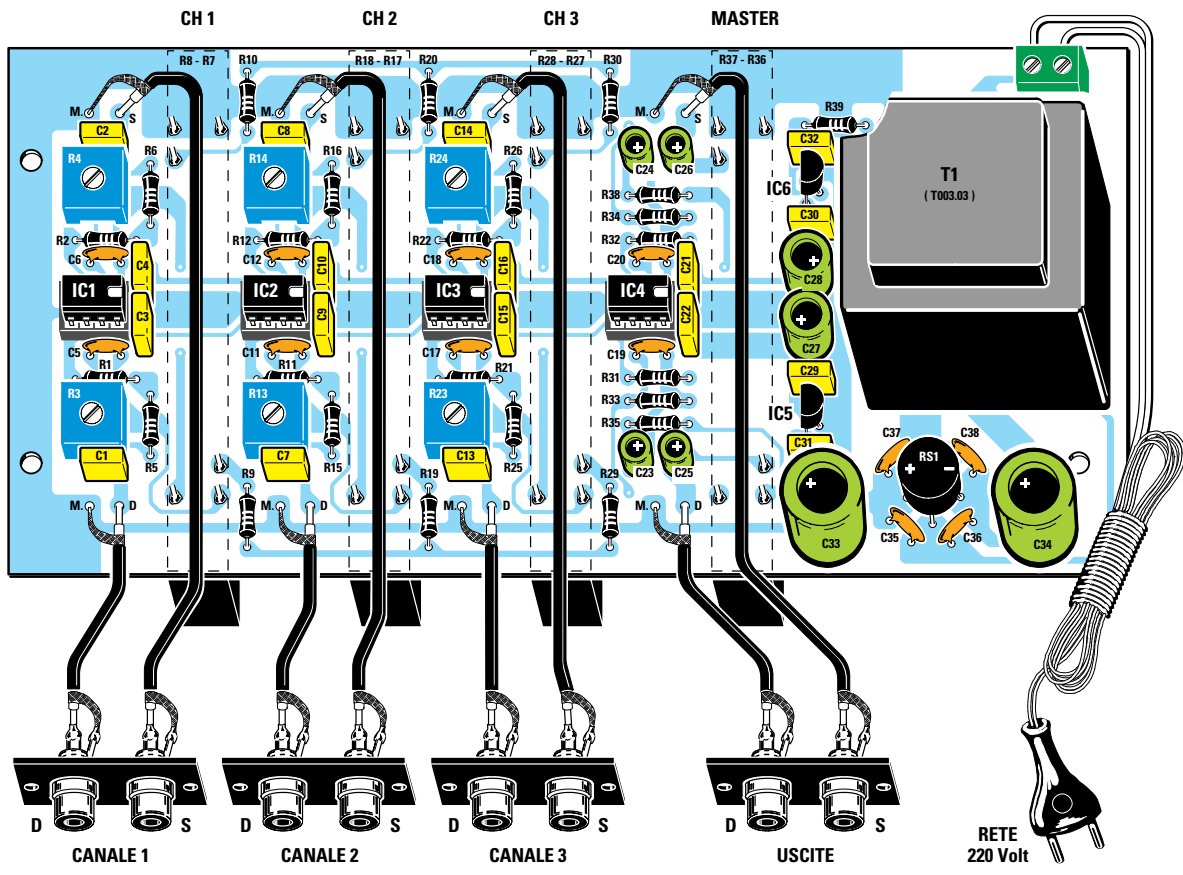 CH 1 CH 2 CH 3 MASTER
R8 - R7 R10 R18 - R17 R20 R28 - R27 R30 R37 - R36
M. S M. S M. S M. S
R39
C2 C8 C14 C32
R4 R6 R14 R16 R24 R26 C24 C26 IC6 T1
( T003.03 )
R38
R34 C30
R2 R12 R22 R32
C6 C4 C12 C10 C18 C16 C20 C21 C28
IC1 IC2 IC3 IC4
C3 C9 C15 C22 C27
C5 C11 C17 C19
R1 R11 R21 R31 C29
R3 R13 R23 R33 IC5
R35
C37 C38
C1 R5 C7 R15 C13 R25 C23 C25 C31 RS1
R9 R19 R29
M. D M. D M. D M. D
C33 C35 C36 C34
D S D S D S D S
CANALE 1 CANALE 2 CANALE 3 USCITE
RETE
220 Volt